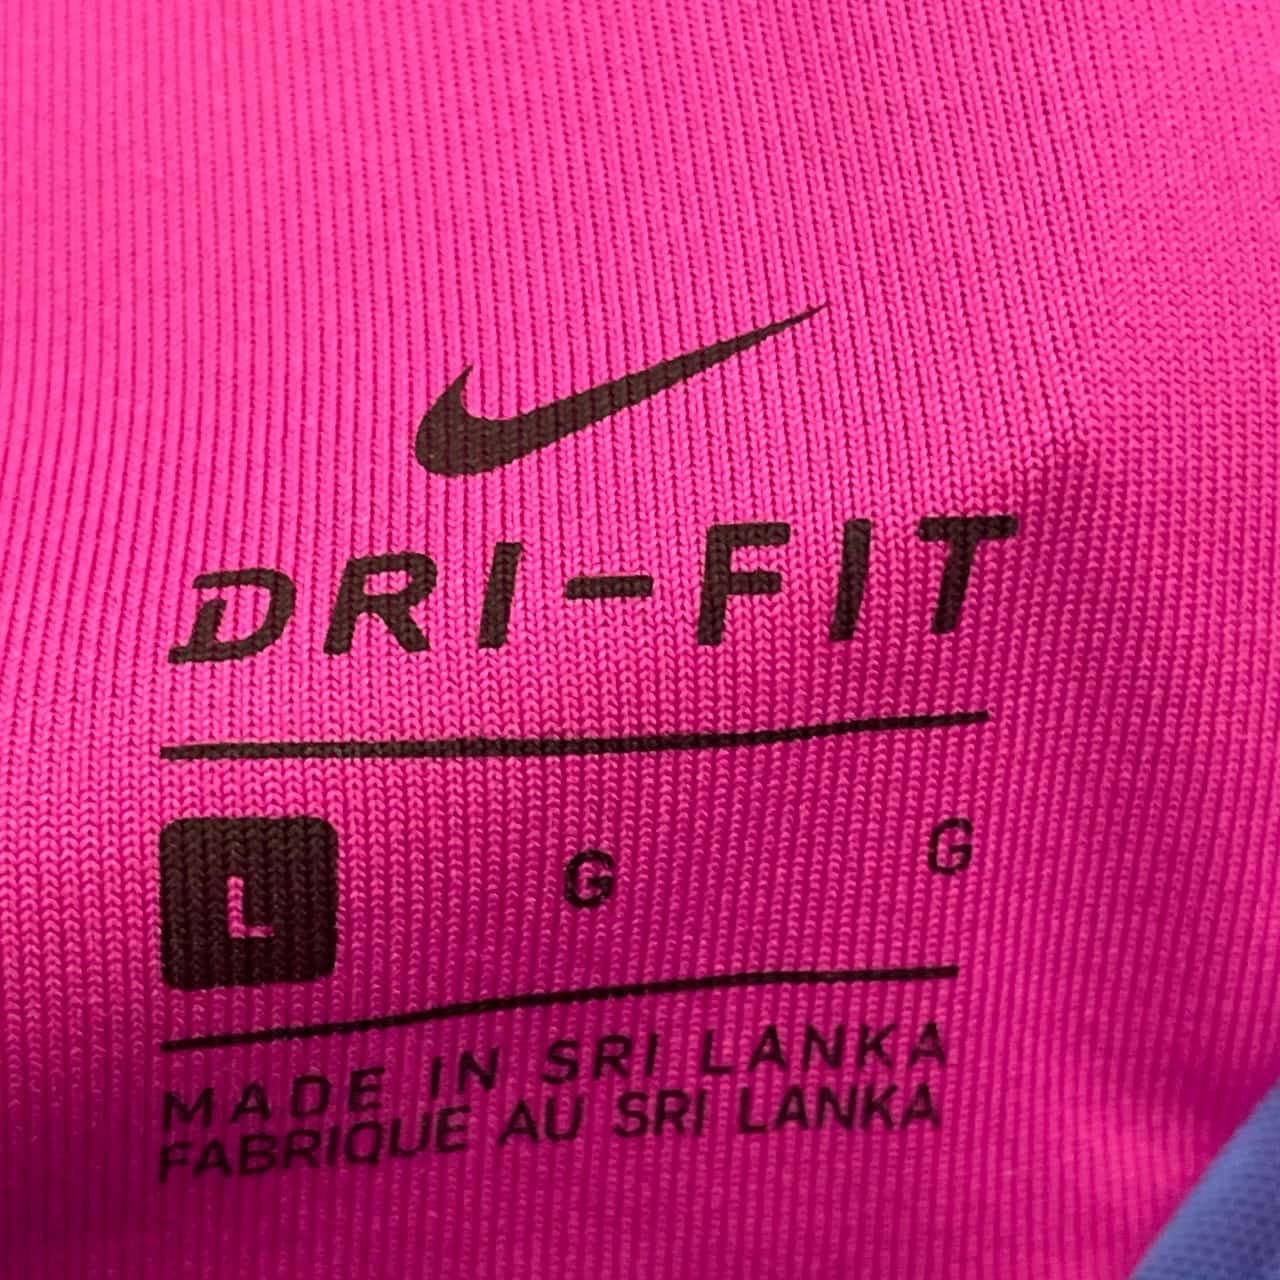 DRI-FIT
L G G
MADE IN SRI LANKA
FABRIQUE AU SRI LANKA